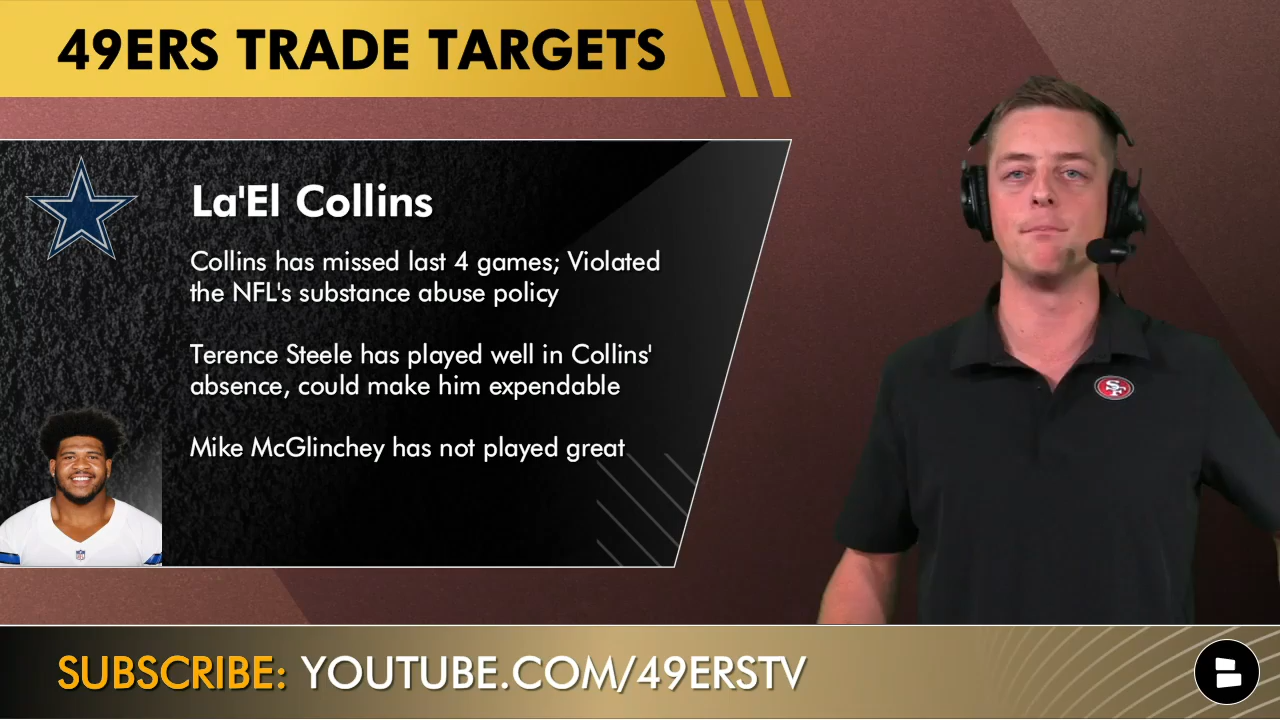 49ERS TRADE TARGETS
La'El Collins
Collins has missed last 4 games; Violated
the NFL's substance abuse policy
Terence Steele has played well in Collins'
absence, could make him expendable
Mike McGlinchey has not played great
SF
NFL
SUBSCRIBE: YOUTUBE.COM/49ERSTV